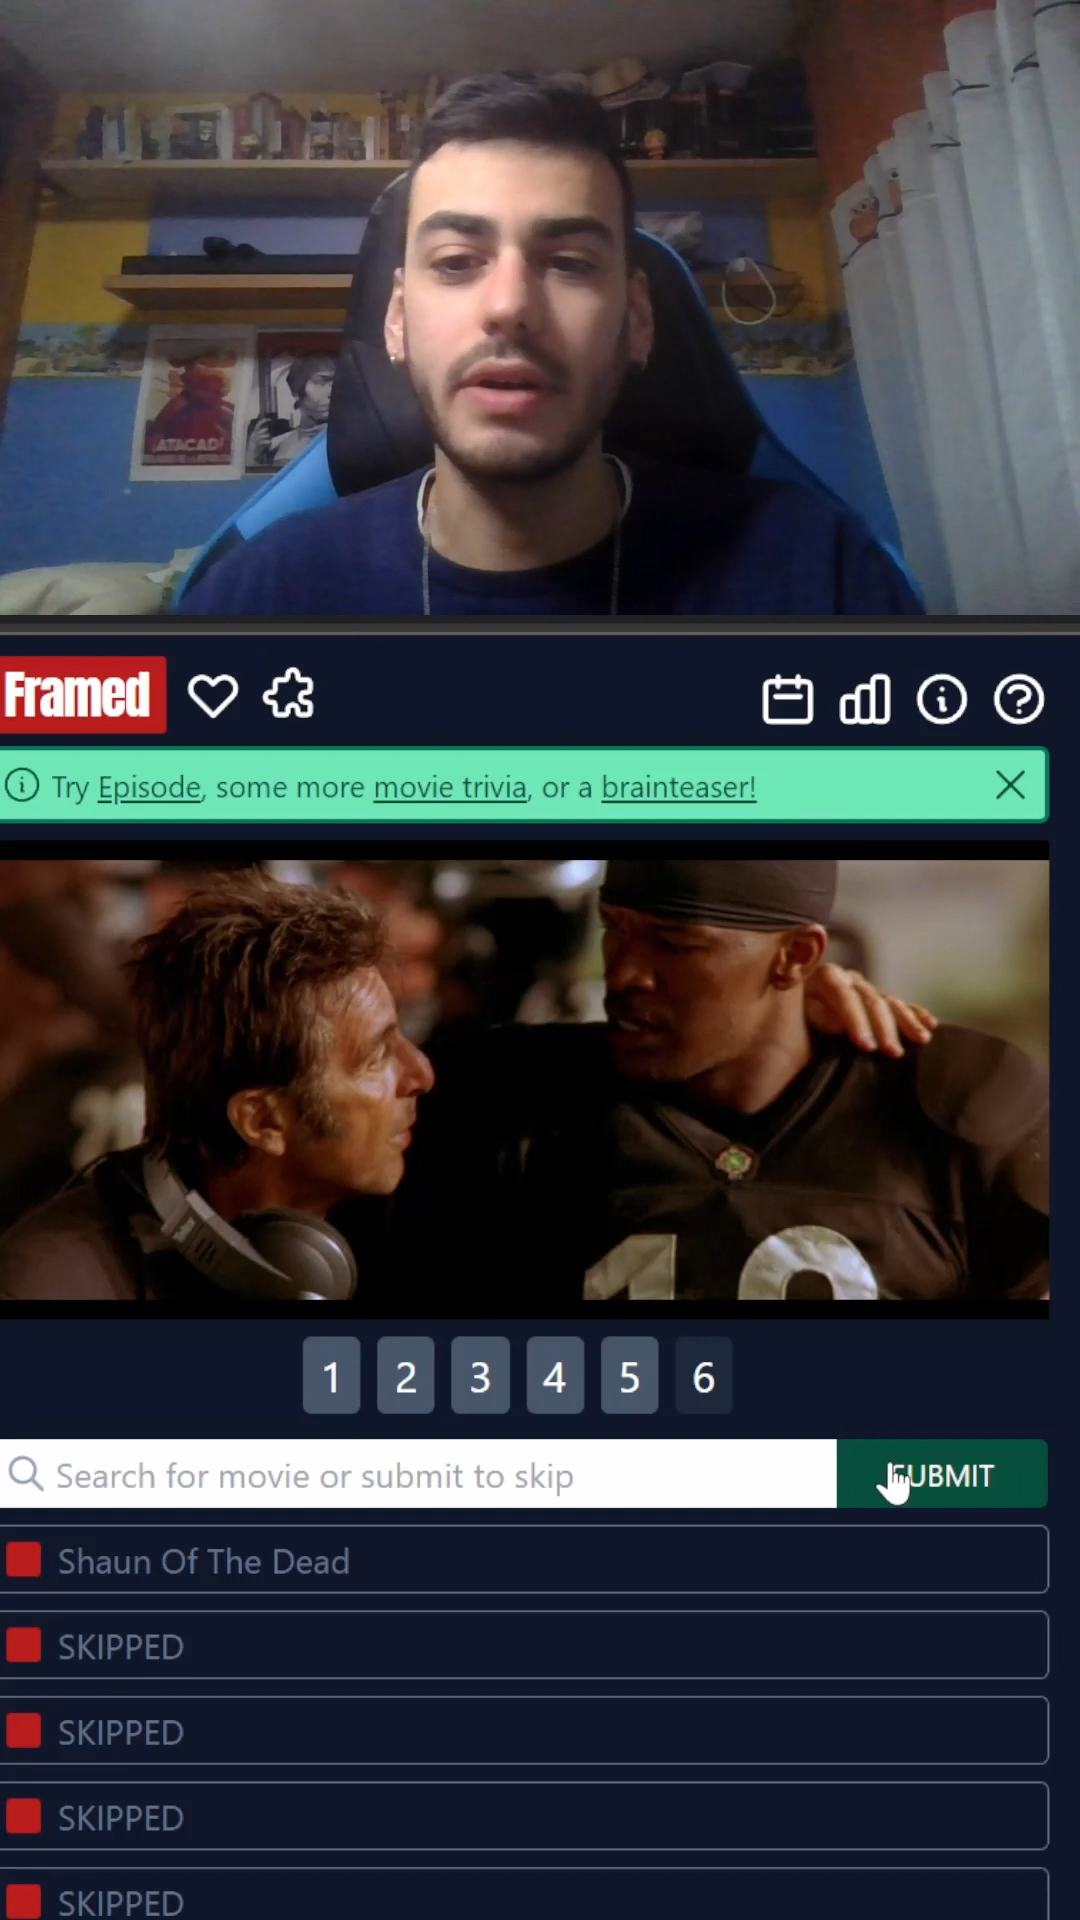 ¡ATACAD!
Framed
Try Episode, some more movie trivia, or a brainteaser!
1 2 3 4 5 6
Search for movie or submit to skip
SUBMIT
Shaun Of The Dead
SKIPPED
SKIPPED
SKIPPED
SKIPPED